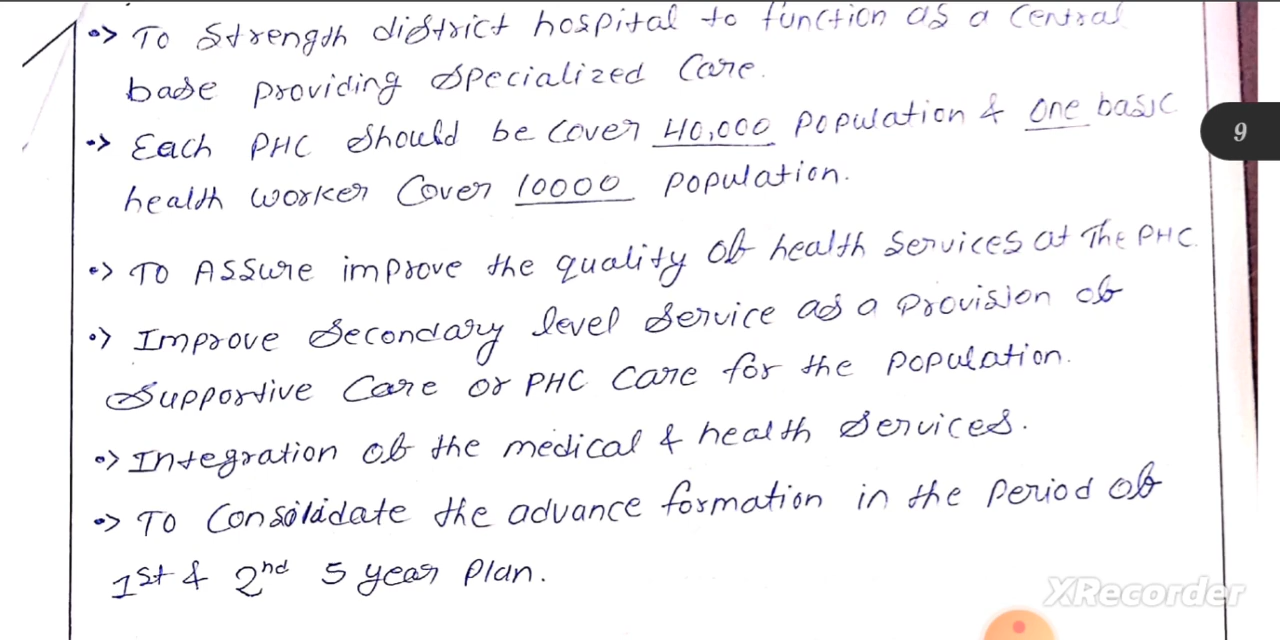 •> To Strength district hospital to function as a Central
base providing Specialized Care.
•> Each PHC Should be Cover 40,000 Population & one basic
health worker Cover 10000 Population.
•> To ASSure improve the quality of health Services at The PHC.
•> Improve Secondary level Service as a Provision of
Supportive Care or PHC Care for the Population.
•> Integration of the medical & health Services.
•> To Consolidate the advance formation in the Period of
1st & 2nd 5 year Plan.
9
XRecorder